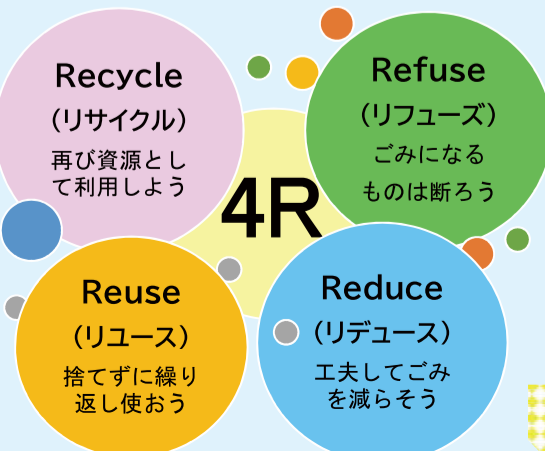 Recycle
(リサイクル)
再び資源とし
て利用しよう
Refuse
(リフューズ)
ごみになる
ものは断ろう
4R
Reuse
(リユース)
捨てずに繰り
返し使おう
Reduce
(リデュース)
工夫してごみ
を減らそう